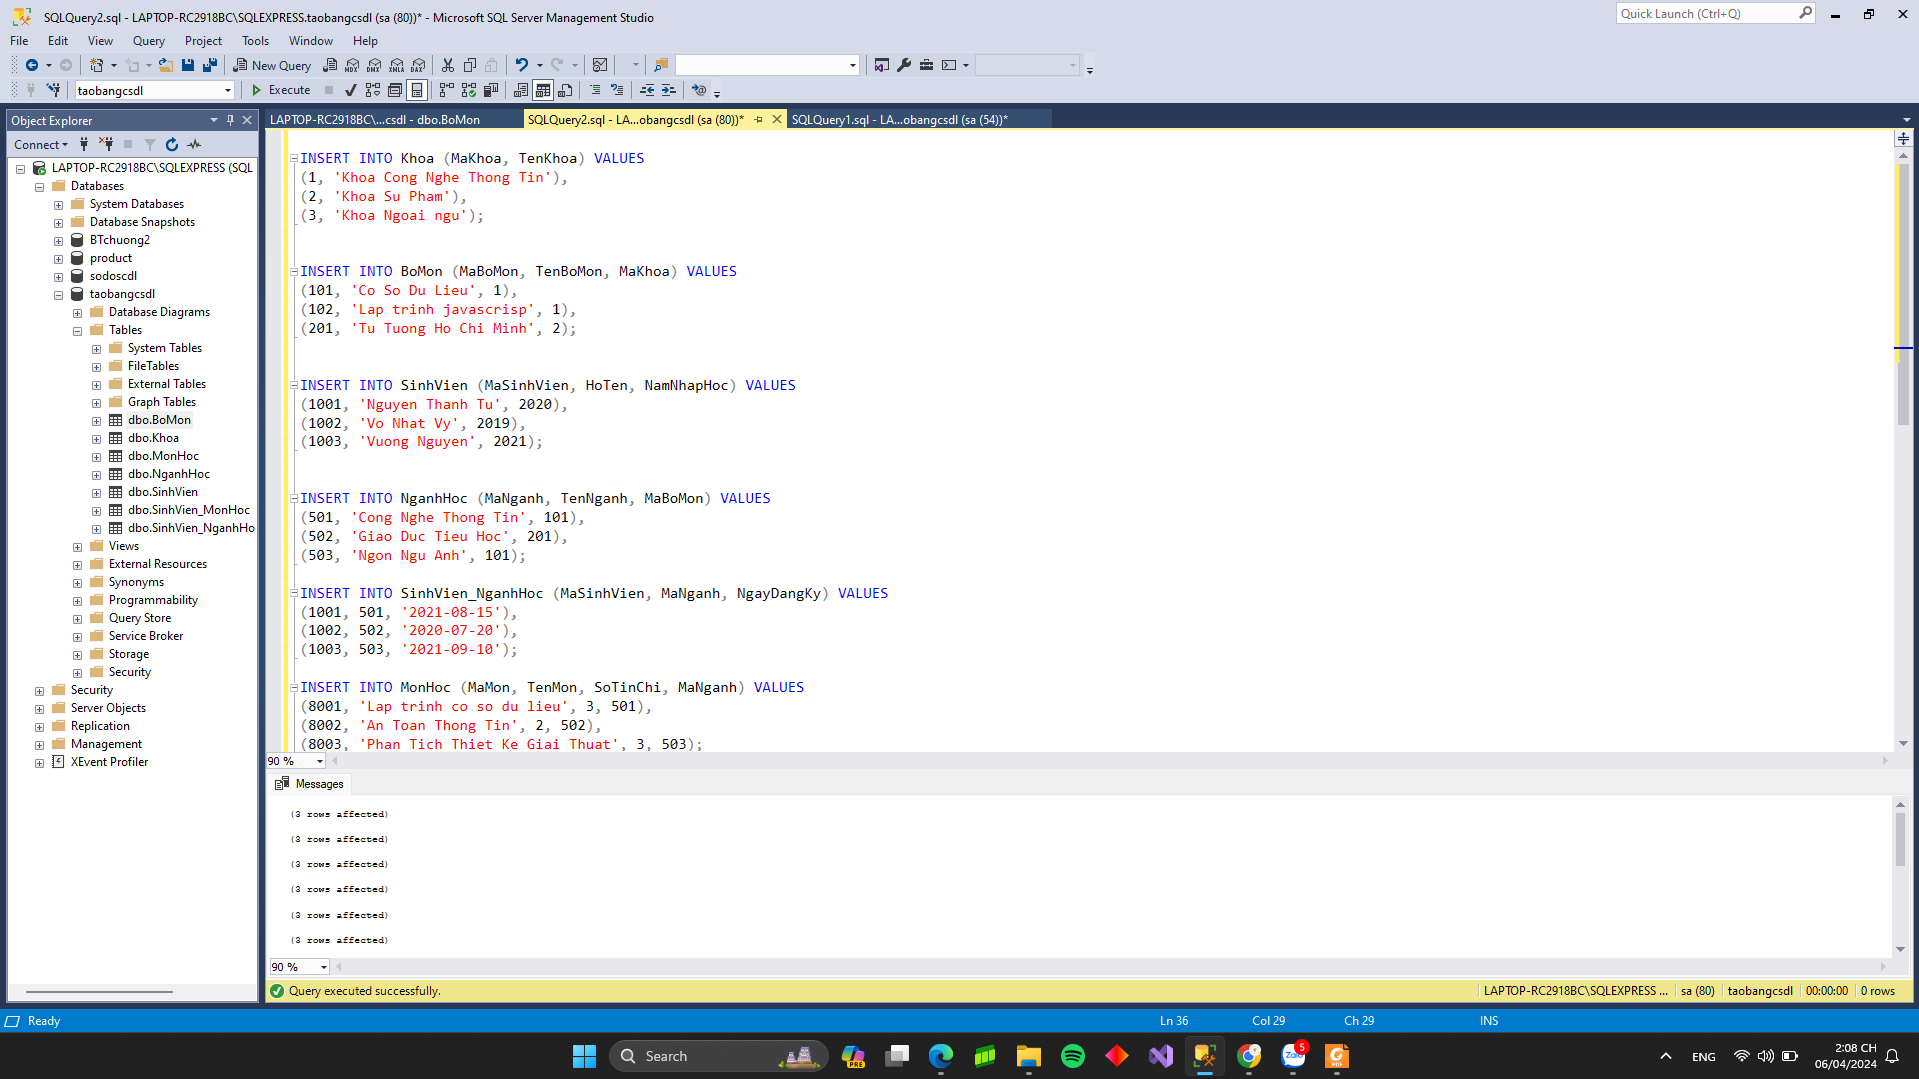 SQLQuery2.sql - LAPTOP-RC2918BC\SQLEXPRESS.taobangcsdl (sa (80))* - Microsoft SQL Server Management Studio
Quick Launch (Ctrl+Q)
File Edit View Query Project Tools Window Help
New Query
MDX DMX XMLA DAX
taobangcsdl
Execute
Object Explorer
Connect
LAPTOP-RC2918BC\SQLEXPRESS (SQL
Databases
System Databases
Database Snapshots
BTchuong2
product
sodoscdl
taobangcsdl
Database Diagrams
Tables
System Tables
FileTables
External Tables
Graph Tables
dbo.BoMon
dbo.Khoa
dbo.MonHoc
dbo.NganhHoc
dbo.SinhVien
dbo.SinhVien_MonHoc
dbo.SinhVien_NganhHo
Views
External Resources
Synonyms
Programmability
Query Store
Service Broker
Storage
Security
Security
Server Objects
Replication
Management
XEvent Profiler
LAPTOP-RC2918BC\...csdl - dbo.BoMon
SQLQuery2.sql - LA...obangcsdl (sa (80))*
SQLQuery1.sql - LA...obangcsdl (sa (54))*
INSERT INTO Khoa (MaKhoa, TenKhoa) VALUES
(1, 'Khoa Cong Nghe Thong Tin'),
(2, 'Khoa Su Pham'),
(3, 'Khoa Ngoai ngu');
INSERT INTO BoMon (MaBoMon, TenBoMon, MaKhoa) VALUES
(101, 'Co So Du Lieu', 1),
(102, 'Lap trinh javascrisp', 1),
(201, 'Tu Tuong Ho Chi Minh', 2);
INSERT INTO SinhVien (MaSinhVien, HoTen, NamNhapHoc) VALUES
(1001, 'Nguyen Thanh Tu', 2020),
(1002, 'Vo Nhat Vy', 2019),
(1003, 'Vuong Nguyen', 2021);
INSERT INTO NganhHoc (MaNganh, TenNganh, MaBoMon) VALUES
(501, 'Cong Nghe Thong Tin', 101),
(502, 'Giao Duc Tieu Hoc', 201),
(503, 'Ngon Ngu Anh', 101);
INSERT INTO SinhVien_NganhHoc (MaSinhVien, MaNganh, NgayDangKy) VALUES
(1001, 501, '2021-08-15'),
(1002, 502, '2020-07-20'),
(1003, 503, '2021-09-10');
INSERT INTO MonHoc (MaMon, TenMon, SoTinChi, MaNganh) VALUES
(8001, 'Lap trinh co so du lieu', 3, 501),
(8002, 'An Toan Thong Tin', 2, 502),
(8003, 'Phan Tich Thiet Ke Giai Thuat', 3, 503);
90 %
Messages
(3 rows affected)
(3 rows affected)
(3 rows affected)
(3 rows affected)
(3 rows affected)
(3 rows affected)
90 %
Query executed successfully.
LAPTOP-RC2918BC\SQLEXPRESS ... sa (80) taobangcsdl 00:00:00 0 rows
Ready
Ln 36 Col 29 Ch 29 INS
Search
PRE
Zalo
5
PDF
ENG
2:08 CH
06/04/2024